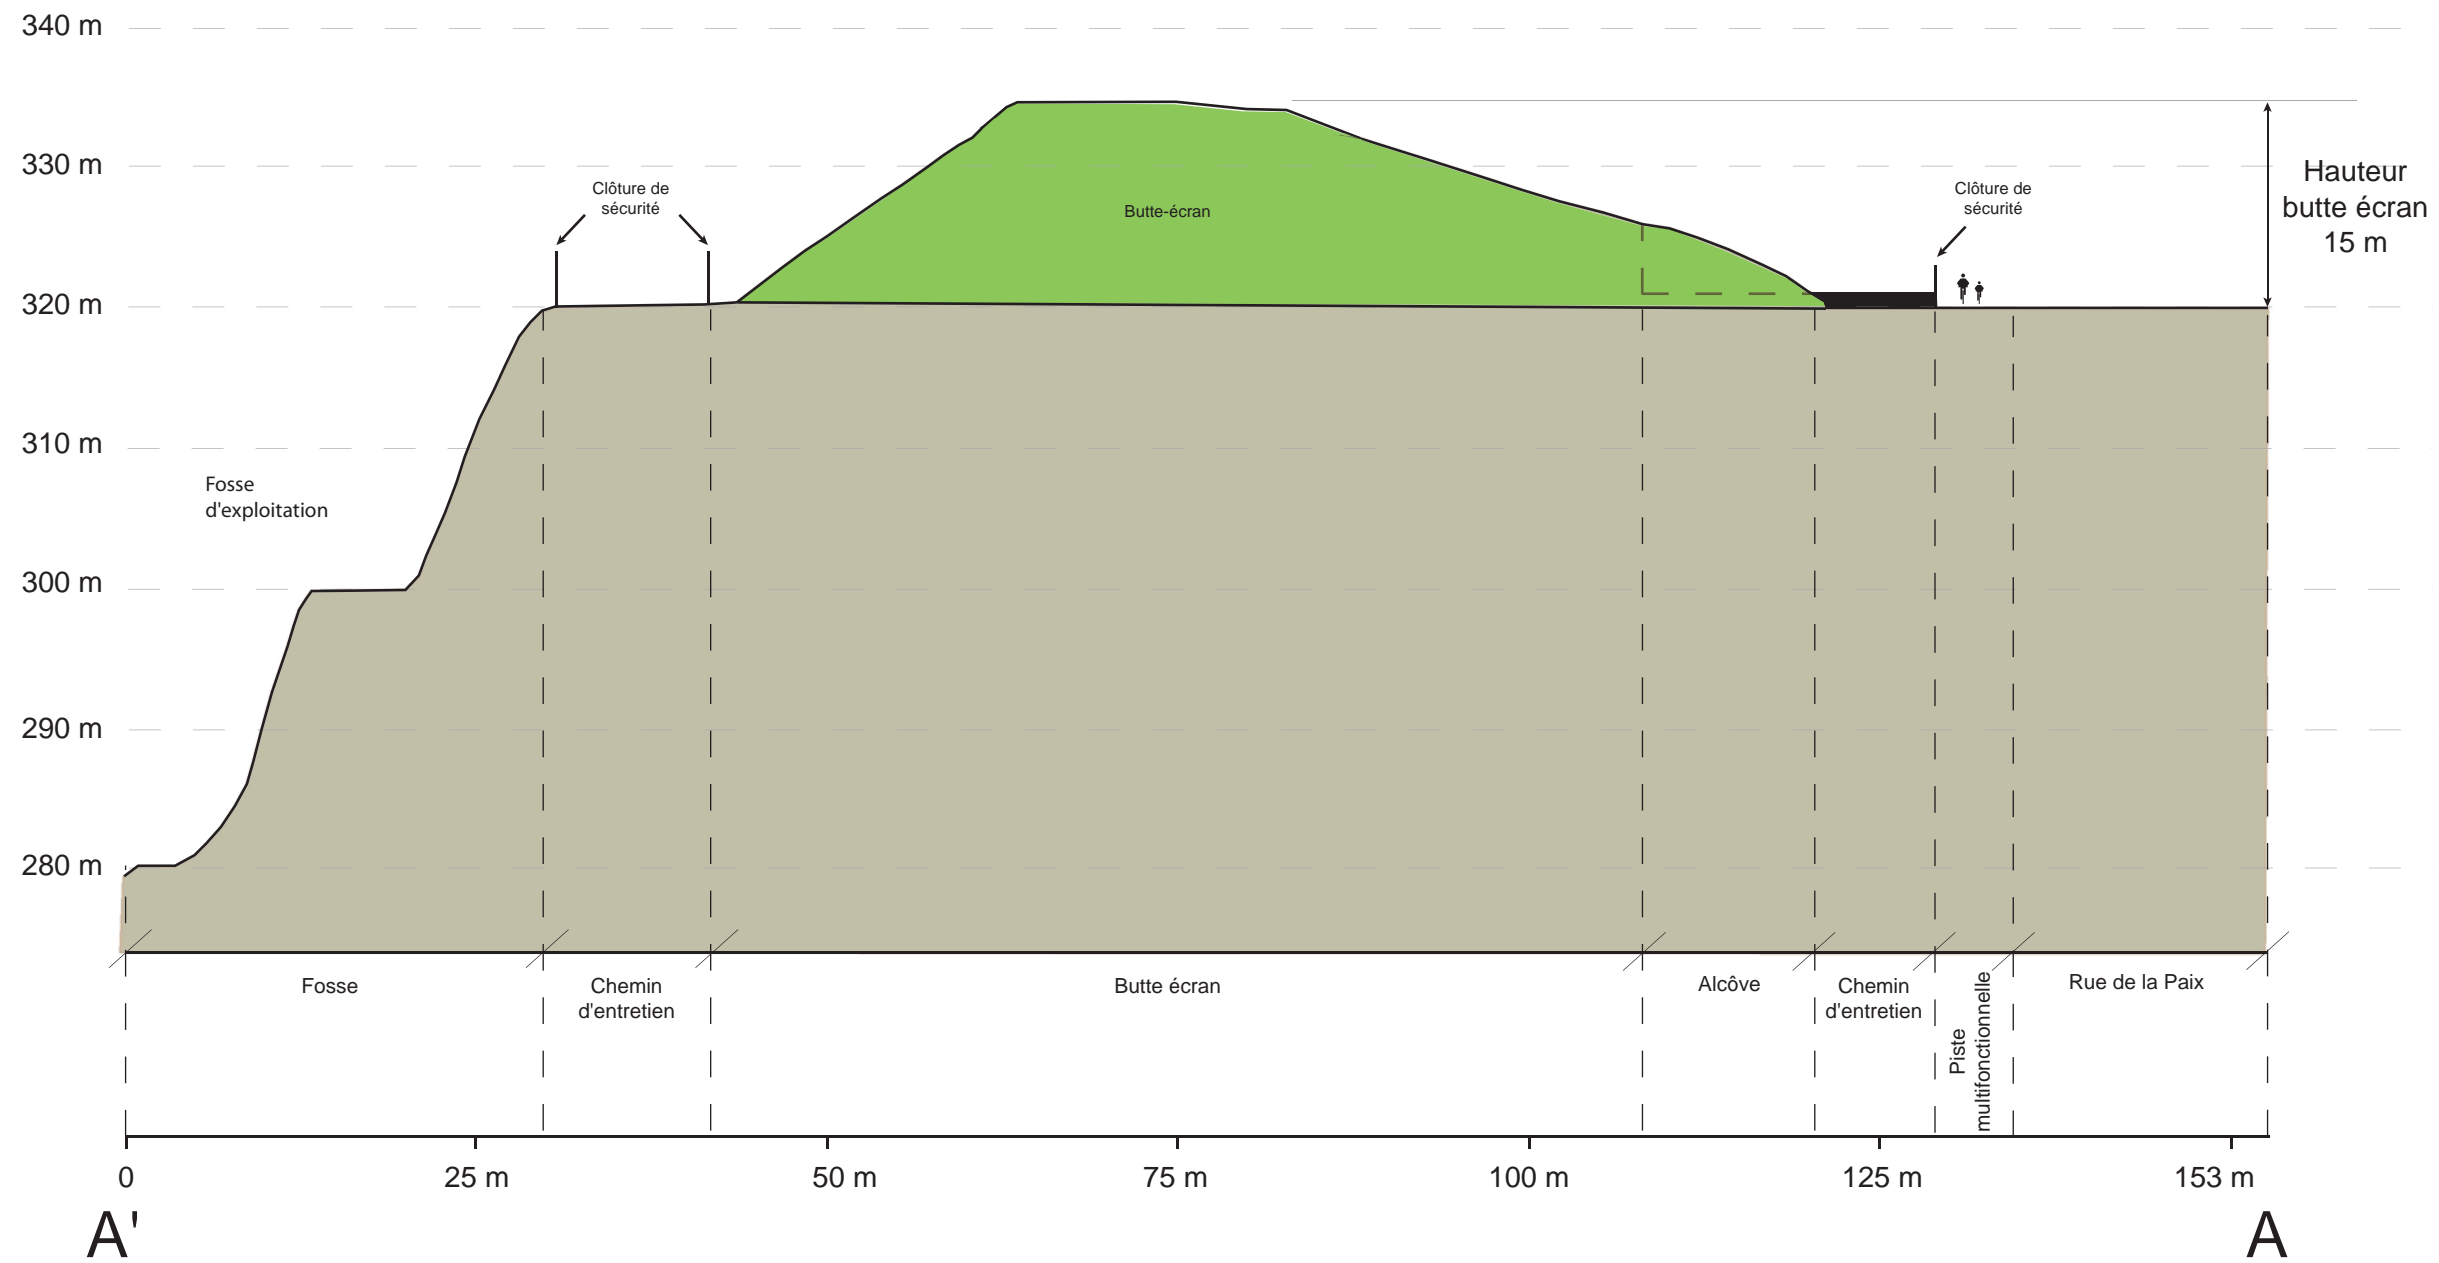 340 m
330 m
Clôture de
sécurité
Clôture de
sécurité
Hauteur
butte écran
15 m
Butte-écran
320 m
310 m
Fosse
d'exploitation
300 m
290 m
280 m
Fosse
Chemin
d'entretien
Butte écran
Alcôve
Chemin
d'entretien
Piste
multifonctionnelle
Rue de la Paix
0
25 m
50 m
75 m
100 m
125 m
153 m
A'
A